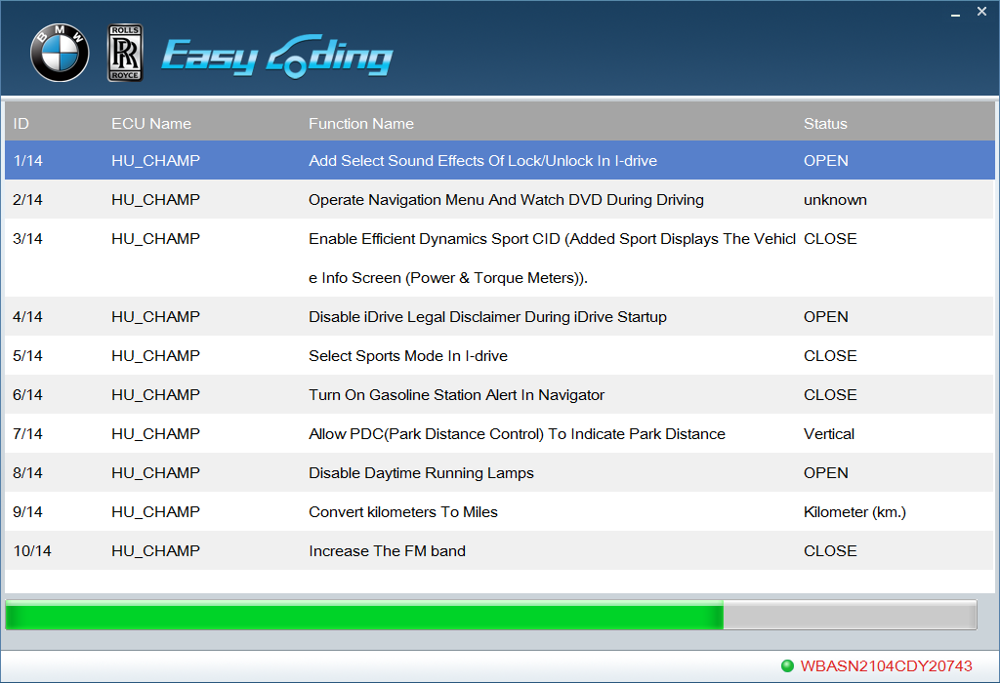 BMW
ROLLS
RR
ROYCE
Easy Coding
ID ECU Name Function Name Status
1/14 HU_CHAMP Add Select Sound Effects Of Lock/Unlock In I-drive OPEN
2/14 HU_CHAMP Operate Navigation Menu And Watch DVD During Driving unknown
3/14 HU_CHAMP Enable Efficient Dynamics Sport CID (Added Sport Displays The Vehicl CLOSE
e Info Screen (Power & Torque Meters)).
4/14 HU_CHAMP Disable iDrive Legal Disclaimer During iDrive Startup OPEN
5/14 HU_CHAMP Select Sports Mode In I-drive CLOSE
6/14 HU_CHAMP Turn On Gasoline Station Alert In Navigator CLOSE
7/14 HU_CHAMP Allow PDC(Park Distance Control) To Indicate Park Distance Vertical
8/14 HU_CHAMP Disable Daytime Running Lamps OPEN
9/14 HU_CHAMP Convert kilometers To Miles Kilometer (km.)
10/14 HU_CHAMP Increase The FM band CLOSE
WBASN2104CDY20743